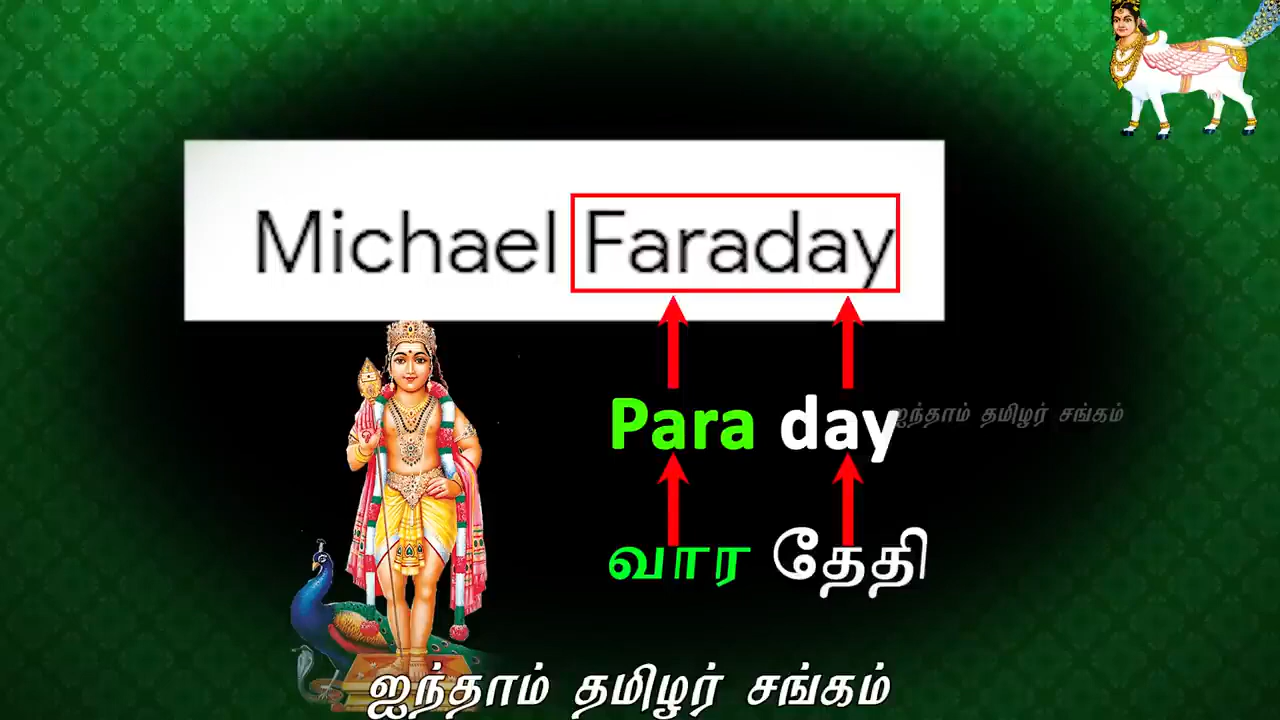 Michael Faraday
Para day
ஐந்தாம் தமிழர் சங்கம்
வார தேதி
ஐந்தாம் தமிழர் சங்கம்